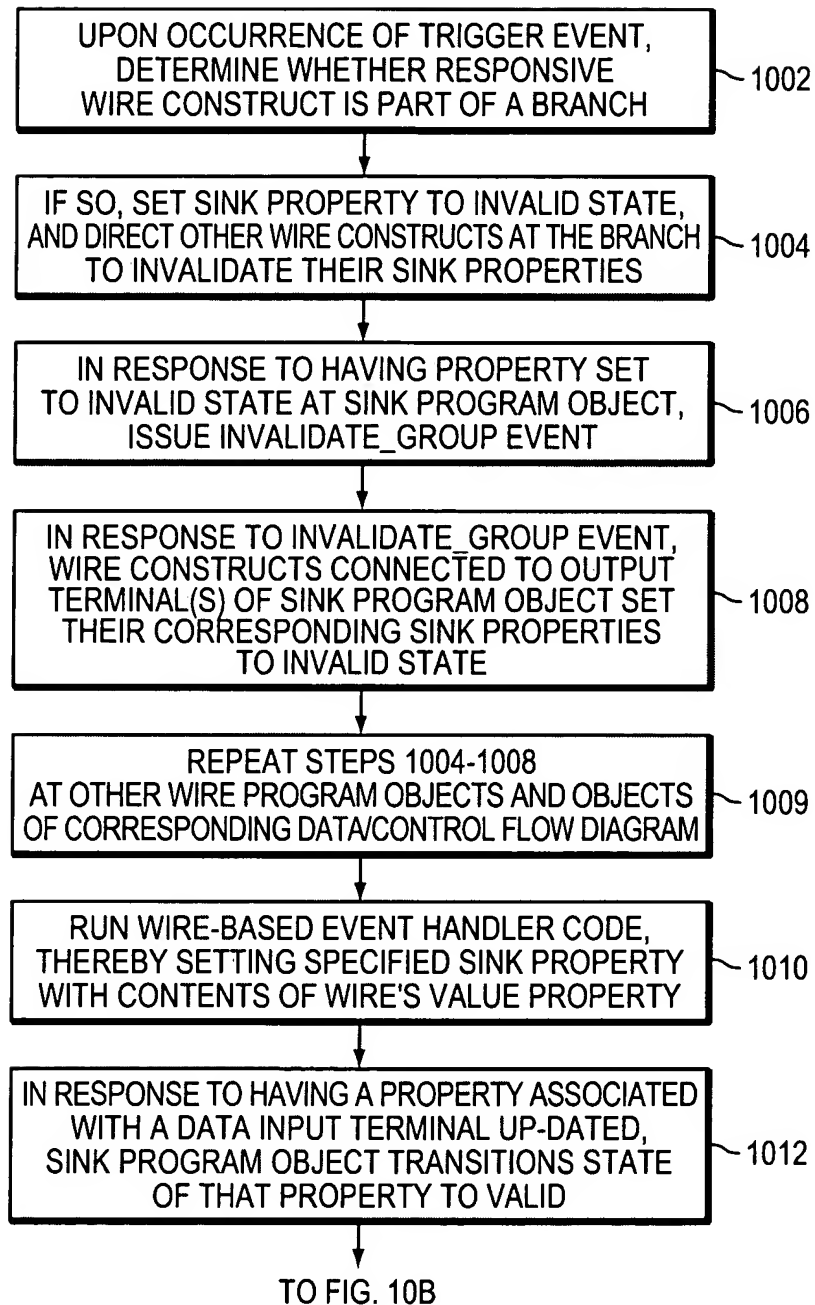 UPON OCCURRENCE OF TRIGGER EVENT,
DETERMINE WHETHER RESPONSIVE
WIRE CONSTRUCT IS PART OF A BRANCH
1002
IF SO, SET SINK PROPERTY TO INVALID STATE,
AND DIRECT OTHER WIRE CONSTRUCTS AT THE BRANCH
TO INVALIDATE THEIR SINK PROPERTIES
1004
IN RESPONSE TO HAVING PROPERTY SET
TO INVALID STATE AT SINK PROGRAM OBJECT,
ISSUE INVALIDATE_GROUP EVENT
1006
IN RESPONSE TO INVALIDATE_GROUP EVENT,
WIRE CONSTRUCTS CONNECTED TO OUTPUT
TERMINAL(S) OF SINK PROGRAM OBJECT SET
THEIR CORRESPONDING SINK PROPERTIES
TO INVALID STATE
1008
REPEAT STEPS 1004-1008
AT OTHER WIRE PROGRAM OBJECTS AND OBJECTS
OF CORRESPONDING DATA/CONTROL FLOW DIAGRAM
1009
RUN WIRE-BASED EVENT HANDLER CODE,
THEREBY SETTING SPECIFIED SINK PROPERTY
WITH CONTENTS OF WIRE'S VALUE PROPERTY
1010
IN RESPONSE TO HAVING A PROPERTY ASSOCIATED
WITH A DATA INPUT TERMINAL UP-DATED,
SINK PROGRAM OBJECT TRANSITIONS STATE
OF THAT PROPERTY TO VALID
1012
TO FIG. 10B